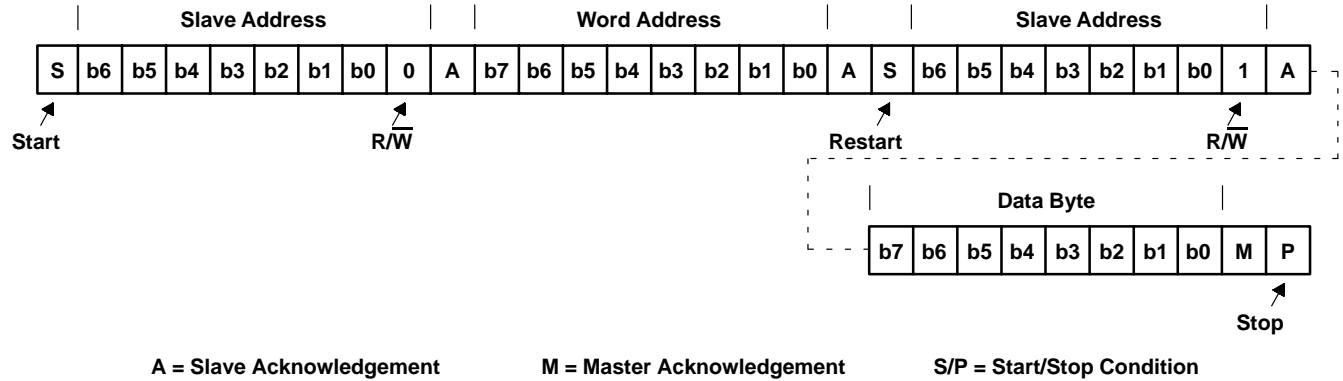 Slave Address Word Address Slave Address
S b6 b5 b4 b3 b2 b1 b0 0 A b7 b6 b5 b4 b3 b2 b1 b0 A S b6 b5 b4 b3 b2 b1 b0 1 A
Start R/W̅ Restart R/W̅
Data Byte
b7 b6 b5 b4 b3 b2 b1 b0 M P
Stop
A = Slave Acknowledgement M = Master Acknowledgement S/P = Start/Stop Condition